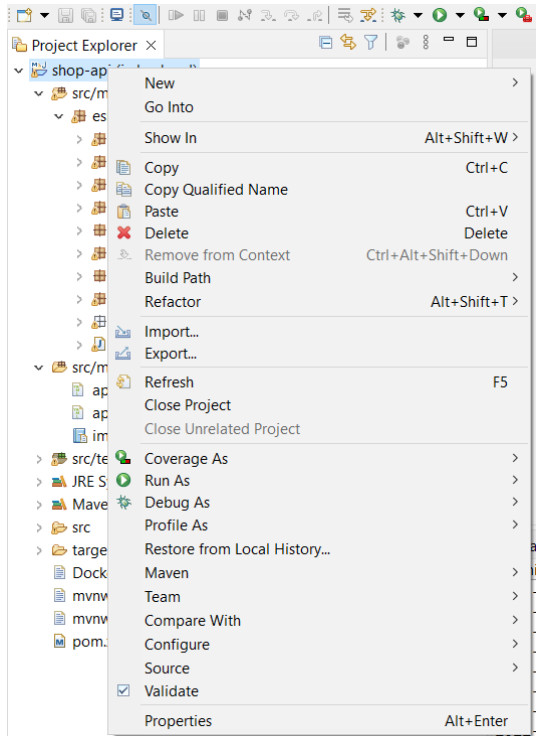 Project Explorer
shop-api
New
src/m
Go Into
es
Show In Alt+Shift+W
Copy Ctrl+C
Copy Qualified Name
Paste Ctrl+V
Delete Delete
Remove from Context Ctrl+Alt+Shift+Down
Build Path
Refactor Alt+Shift+T
Import...
Export...
src/m
Refresh F5
ap
Close Project
ap
Close Unrelated Project
im
src/te
Coverage As
JRE S
Run As
Mave
Debug As
src
Profile As
targe
Restore from Local History...
Dock
Maven
mvnw
Team
mvnw
Compare With
pom.
Configure
Source
Validate
Properties Alt+Enter